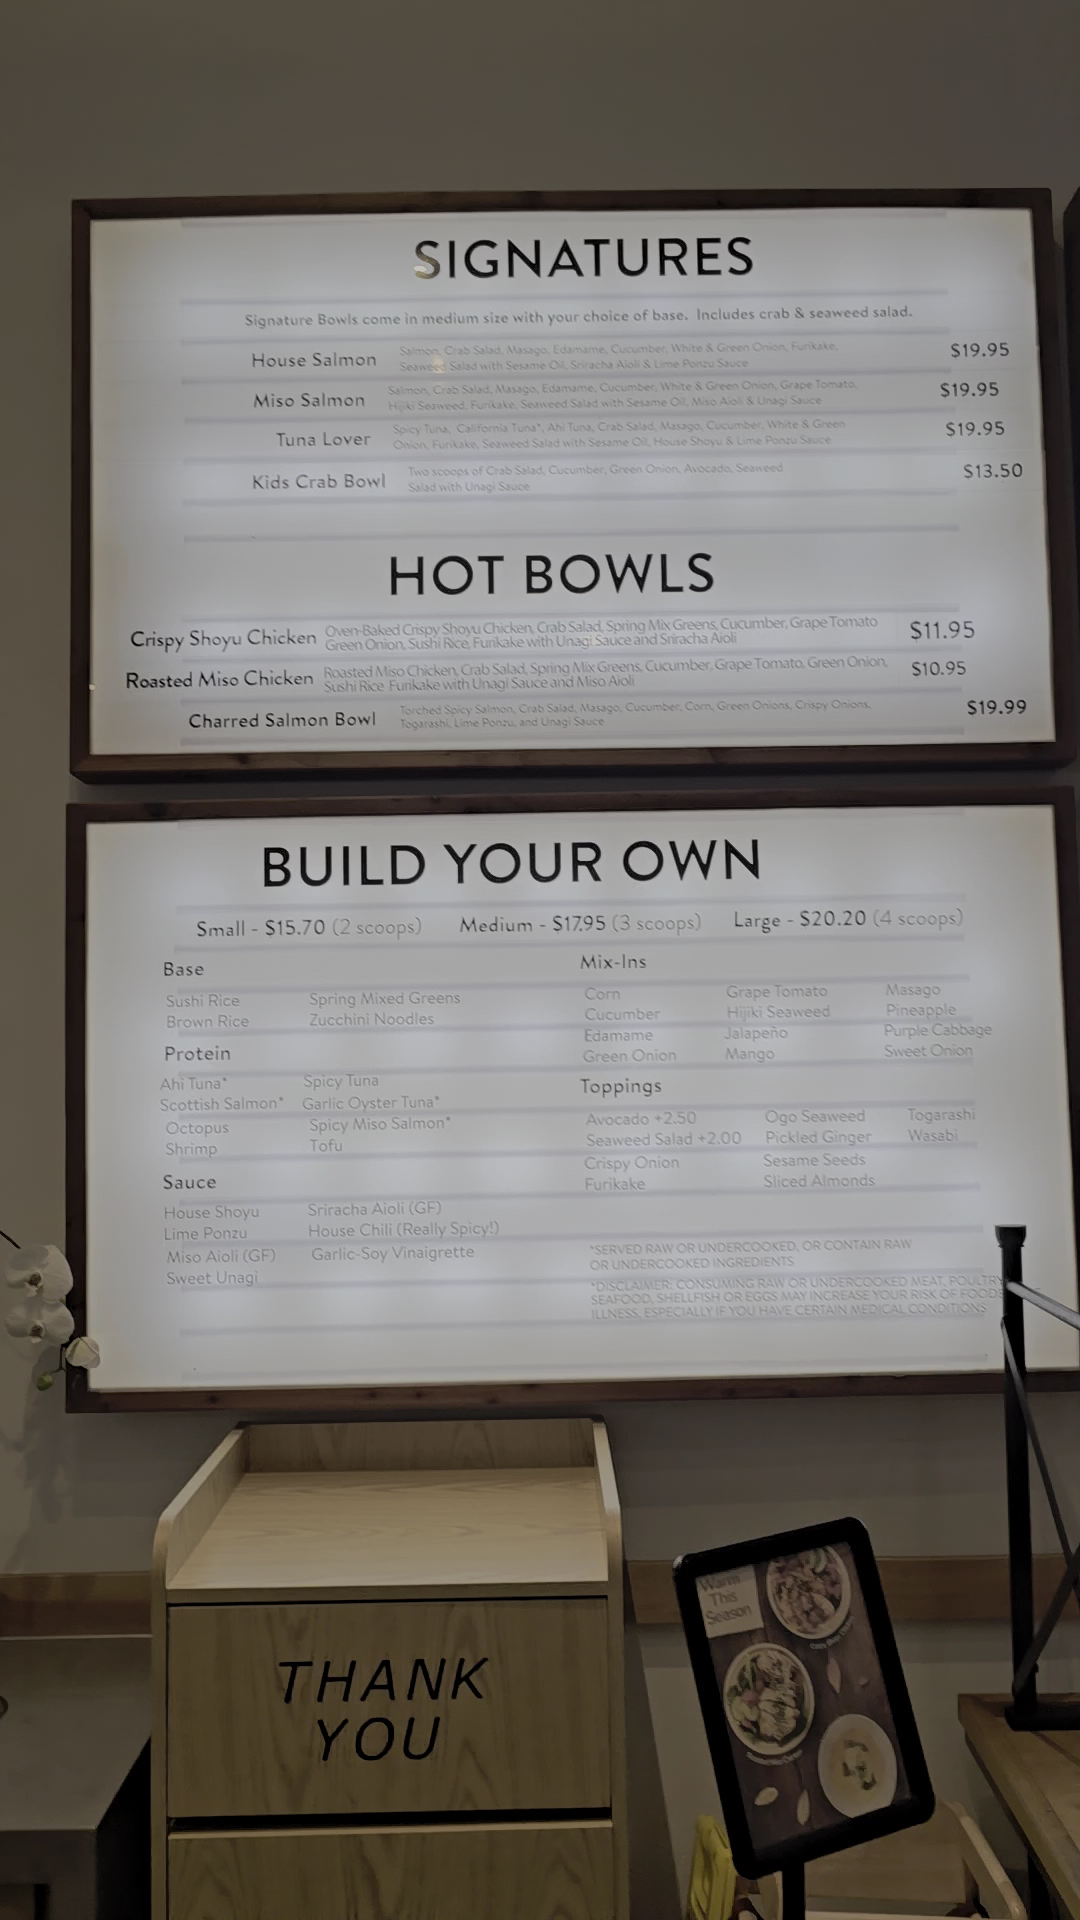 SIGNATURES
Signature Bowls come in medium size with your choice of base. Includes crab & seaweed salad.
House Salmon Salmon, Crab Salad, Masago, Edamame, Cucumber, White & Green Onion, Furikake, $19.95
Seaweed Salad with Sesame Oil, Sriracha Aioli & Lime Ponzu Sauce
Miso Salmon Salmon, Crab Salad, Masago, Edamame, Cucumber, White & Green Onion, Grape Tomato, $19.95
Hijiki Seaweed, Furikake, Seaweed Salad with Sesame Oil, Miso Aioli & Unagi Sauce
Tuna Lover Spicy Tuna, California Tuna*, Ahi Tuna, Crab Salad, Masago, Cucumber, White & Green $19.95
Onion, Furikake, Seaweed Salad with Sesame Oil, House Shoyu & Lime Ponzu Sauce
Kids Crab Bowl Two scoops of Crab Salad, Cucumber, Green Onion, Avocado, Seaweed $13.50
Salad with Unagi Sauce
HOT BOWLS
Crispy Shoyu Chicken Oven-Baked Crispy Shoyu Chicken, Crab Salad, Spring Mix Greens, Cucumber, Grape Tomato $11.95
Green Onion, Sushi Rice, Furikake with Unagi Sauce and Sriracha Aioli
Roasted Miso Chicken Roasted Miso Chicken, Crab Salad, Spring Mix Greens, Cucumber, Grape Tomato, Green Onion, $10.95
Sushi Rice Furikake with Unagi Sauce and Miso Aioli
Charred Salmon Bowl Torched Spicy Salmon, Crab Salad, Masago, Cucumber, Corn, Green Onions, Crispy Onions, $19.99
Togarashi, Lime Ponzu, and Unagi Sauce
BUILD YOUR OWN
Small - $15.70 (2 scoops) Medium - $17.95 (3 scoops) Large - $20.20 (4 scoops)
Base
Sushi Rice Spring Mixed Greens
Brown Rice Zucchini Noodles
Protein
Ahi Tuna* Spicy Tuna
Scottish Salmon* Garlic Oyster Tuna*
Octopus Spicy Miso Salmon*
Shrimp Tofu
Sauce
House Shoyu Sriracha Aioli (GF)
Lime Ponzu House Chili (Really Spicy!)
Miso Aioli (GF) Garlic-Soy Vinaigrette
Sweet Unagi
Mix-Ins
Corn Grape Tomato Masago
Cucumber Hijiki Seaweed Pineapple
Edamame Jalapeño Purple Cabbage
Green Onion Mango Sweet Onion
Toppings
Avocado +2.50 Ogo Seaweed Togarashi
Seaweed Salad +2.00 Pickled Ginger Wasabi
Crispy Onion Sesame Seeds
Furikake Sliced Almonds
*SERVED RAW OR UNDERCOOKED, OR CONTAIN RAW
OR UNDERCOOKED INGREDIENTS
*DISCLAIMER: CONSUMING RAW OR UNDERCOOKED MEAT, POULTRY
SEAFOOD, SHELLFISH OR EGGS MAY INCREASE YOUR RISK OF FOOD
ILLNESS, ESPECIALLY IF YOU HAVE CERTAIN MEDICAL CONDITIONS
THANK
YOU
Warm
This
Season